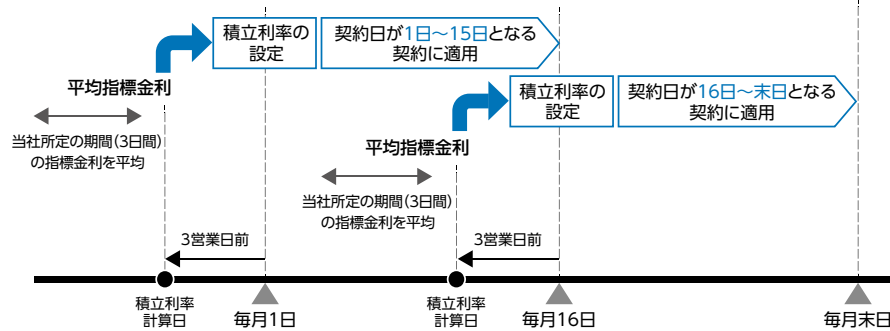 積立利率の
設定
契約日が1日～15日となる
契約に適用
平均指標金利
当社所定の期間(3日間)
の指標金利を平均
積立利率の
設定
契約日が16日～末日となる
契約に適用
平均指標金利
当社所定の期間(3日間)
の指標金利を平均
3営業日前
3営業日前
積立利率
計算日
毎月1日
積立利率
計算日
毎月16日
毎月末日